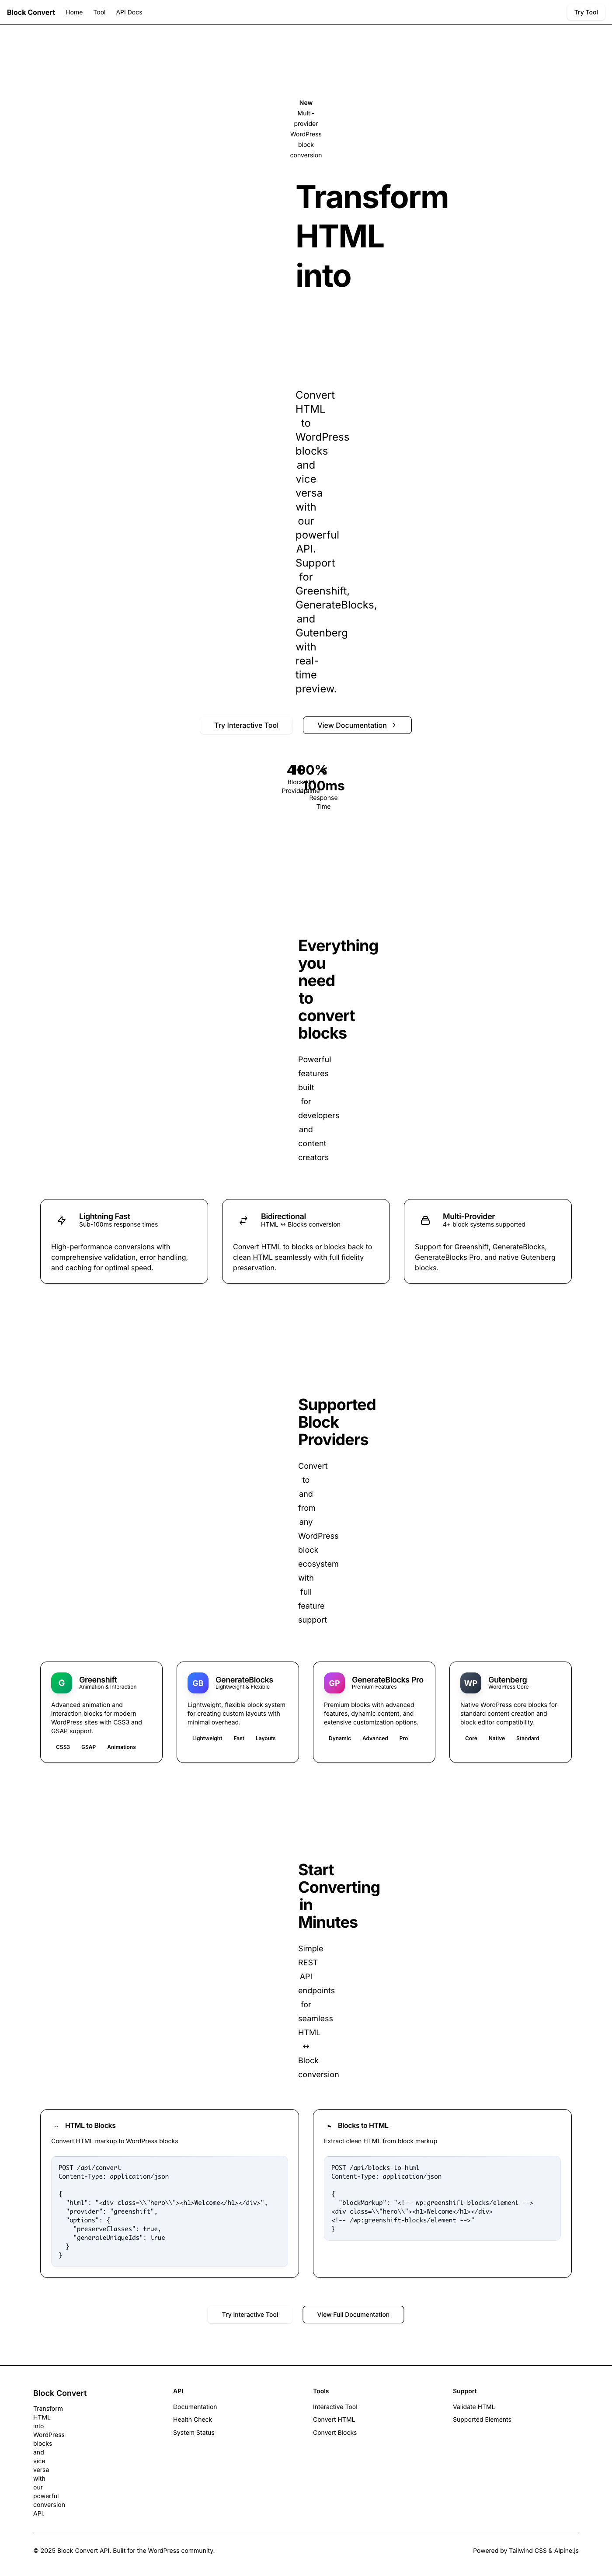 Block Convert Home Tool API Docs Try Tool
New
Multi-
provider
WordPress
block
conversion
Transform
HTML
into
Convert
HTML
to
WordPress
blocks
and
vice
versa
with
our
powerful
API.
Support
for
Greenshift,
GenerateBlocks,
and
Gutenberg
with
real-
time
preview.
Try Interactive Tool View Documentation
100%
100ms
Response
Time
Everything
you
need
to
convert
blocks
Powerful
features
built
for
developers
and
content
creators
Lightning Fast
Sub-100ms response times
High-performance conversions with
comprehensive validation, error handling,
and caching for optimal speed.
Bidirectional
HTML ↔ Blocks conversion
Convert HTML to blocks or blocks back to
clean HTML seamlessly with full fidelity
preservation.
Multi-Provider
4+ block systems supported
Support for Greenshift, GenerateBlocks,
GenerateBlocks Pro, and native Gutenberg
blocks.
Supported
Block
Providers
Convert
to
and
from
any
WordPress
block
ecosystem
with
full
feature
support
G
Greenshift
Animation & Interaction
Advanced animation and
interaction blocks for modern
WordPress sites with CSS3 and
GSAP support.
CSS3 GSAP Animations
GB
GenerateBlocks
Lightweight & Flexible
Lightweight, flexible block system
for creating custom layouts with
minimal overhead.
Lightweight Fast Layouts
GP
GenerateBlocks Pro
Premium Features
Premium blocks with advanced
features, dynamic content, and
extensive customization options.
Dynamic Advanced Pro
WP
Gutenberg
WordPress Core
Native WordPress core blocks for
standard content creation and
block editor compatibility.
Core Native Standard
Start
Converting
in
Minutes
Simple
REST
API
endpoints
for
seamless
HTML
↔
Block
conversion
HTML to Blocks
Convert HTML markup to WordPress blocks
POST /api/convert
Content-Type: application/json
{
"html": "<div class=\\"hero\\"><h1>Welcome</h1></div>",
"provider": "greenshift",
"options": {
"preserveClasses": true,
"generateUniqueIds": true
}
}
Blocks to HTML
Extract clean HTML from block markup
POST /api/blocks-to-html
Content-Type: application/json
{
"blockMarkup": "<!-- wp:greenshift-blocks/element -->
<div class=\\"hero\\"><h1>Welcome</h1></div>
<!-- /wp:greenshift-blocks/element -->"
}
Try Interactive Tool View Full Documentation
Block Convert
Transform
HTML
into
WordPress
blocks
and
vice
versa
with
our
powerful
conversion
API.
API
Documentation
Health Check
System Status
Tools
Interactive Tool
Convert HTML
Convert Blocks
Support
Validate HTML
Supported Elements
© 2025 Block Convert API. Built for the WordPress community.
Powered by Tailwind CSS & Alpine.js